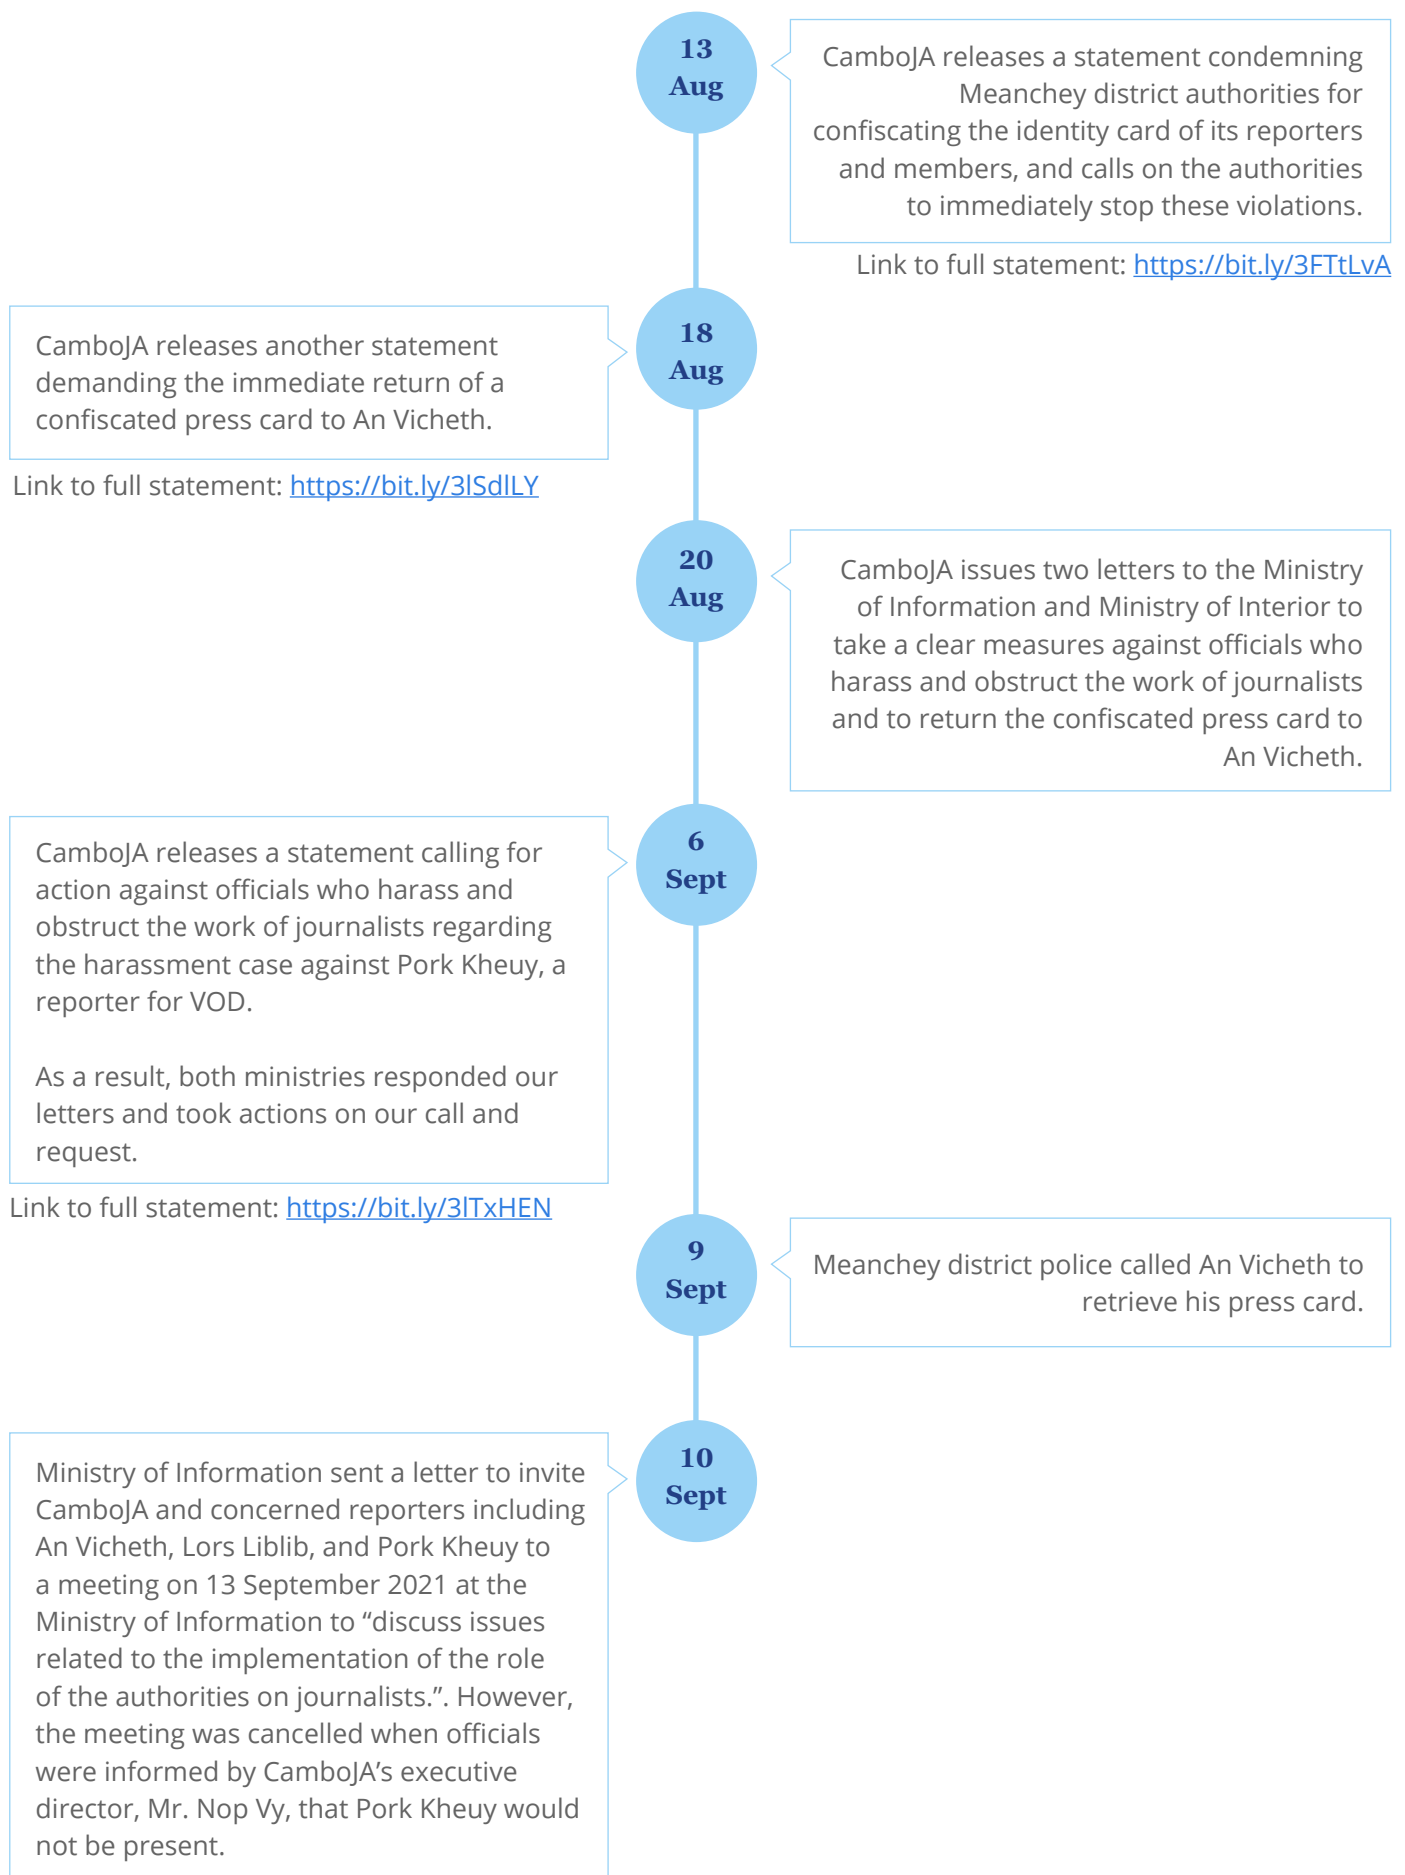 13
Aug
CamboJA releases a statement condemning
Meanchey district authorities for
confiscating the identity card of its reporters
and members, and calls on the authorities
to immediately stop these violations.
Link to full statement: https://bit.ly/3FTtLvA
18
Aug
CamboJA releases another statement
demanding the immediate return of a
confiscated press card to An Vicheth.
Link to full statement: https://bit.ly/3lSdlLY
20
Aug
CamboJA issues two letters to the Ministry
of Information and Ministry of Interior to
take a clear measures against officials who
harass and obstruct the work of journalists
and to return the confiscated press card to
An Vicheth.
6
Sept
CamboJA releases a statement calling for
action against officials who harass and
obstruct the work of journalists regarding
the harassment case against Pork Kheuy, a
reporter for VOD.
As a result, both ministries responded our
letters and took actions on our call and
request.
Link to full statement: https://bit.ly/3lTxHEN
9
Sept
Meanchey district police called An Vicheth to
retrieve his press card.
10
Sept
Ministry of Information sent a letter to invite
CamboJA and concerned reporters including
An Vicheth, Lors Liblib, and Pork Kheuy to
a meeting on 13 September 2021 at the
Ministry of Information to “discuss issues
related to the implementation of the role
of the authorities on journalists.”. However,
the meeting was cancelled when officials
were informed by CamboJA’s executive
director, Mr. Nop Vy, that Pork Kheuy would
not be present.